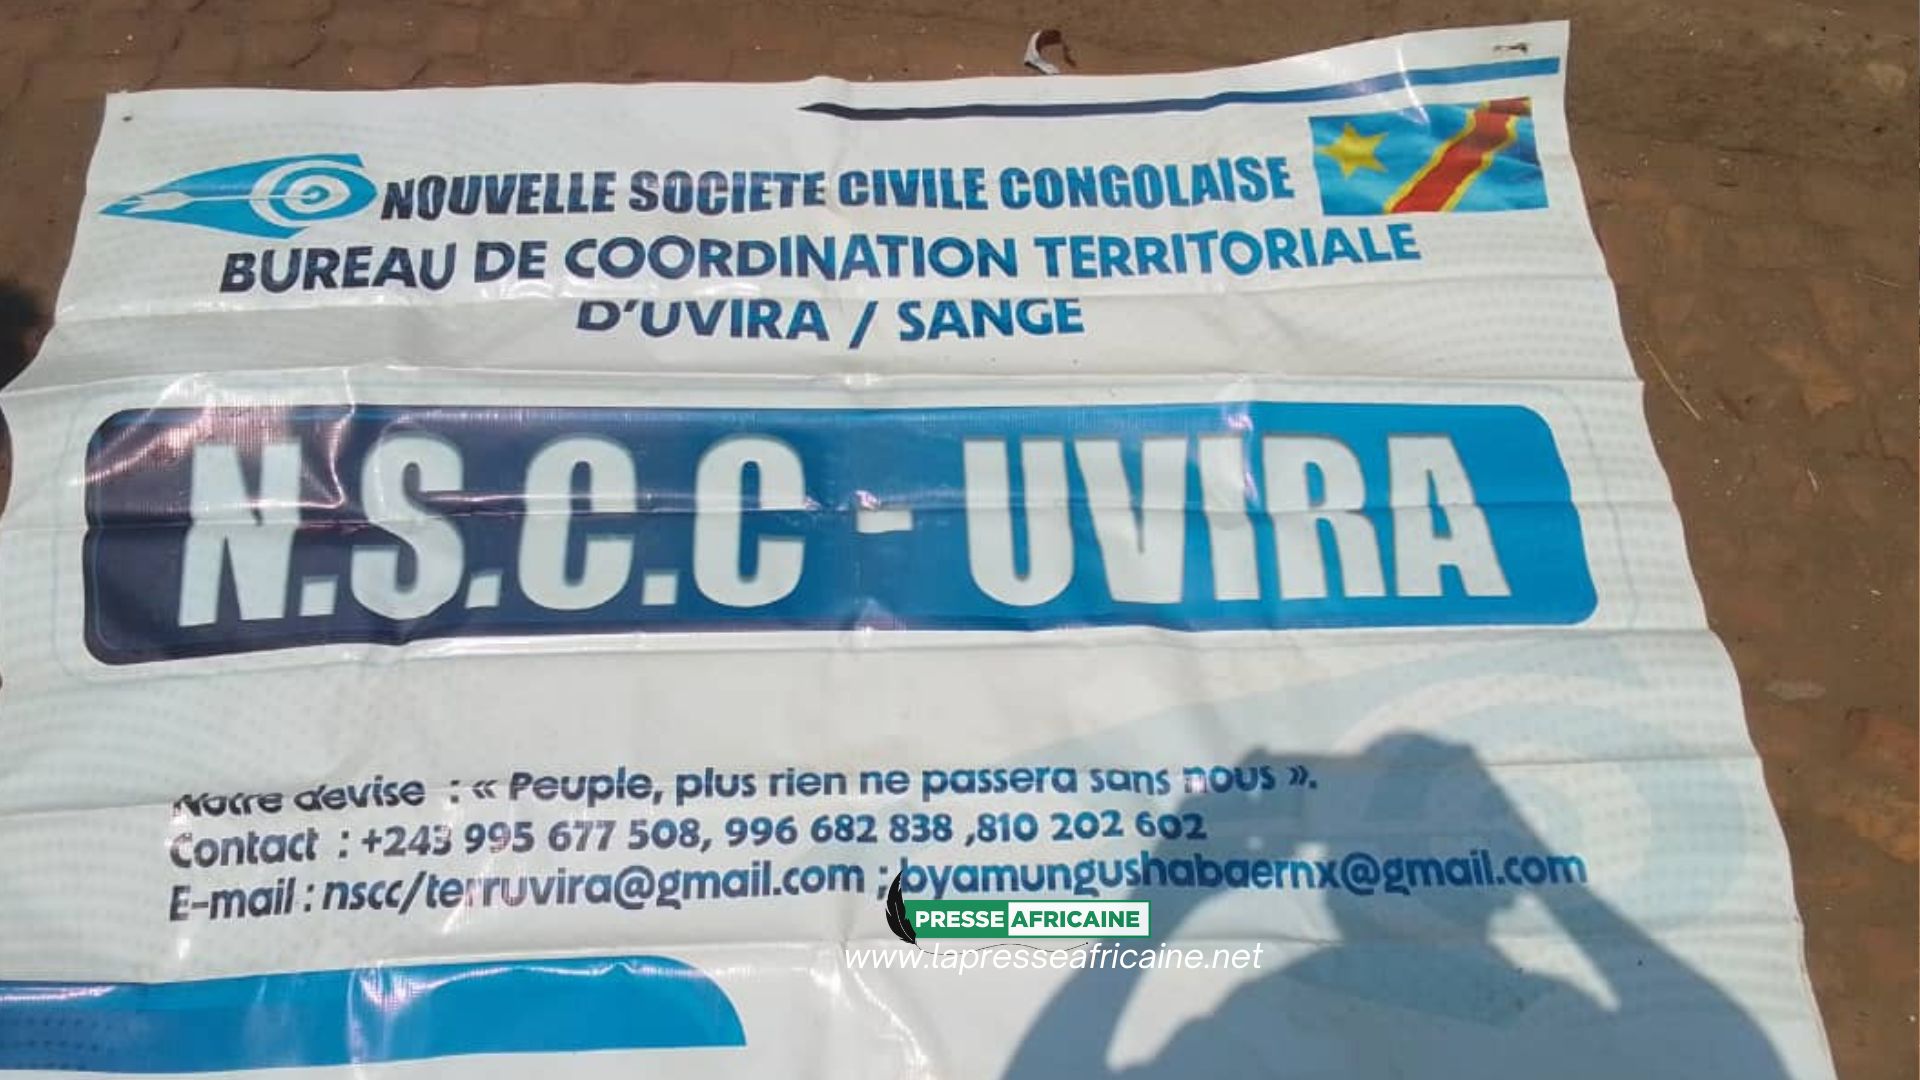 NOUVELLE SOCIETE CIVILE CONGOLAISE
BUREAU DE COORDINATION TERRITORIALE
D'UVIRA / SANGE
N.S.C.C - UVIRA
Notre devise : « Peuple, plus rien ne passera sans nous ».
Contact : +243 995 677 508, 996 682 838 ,810 202 602
E-mail : nscc/terruvira@gmail.com ; byamungushabaernx@gmail.com
PRESSE AFRICAINE
www.lapresseafricaine.net